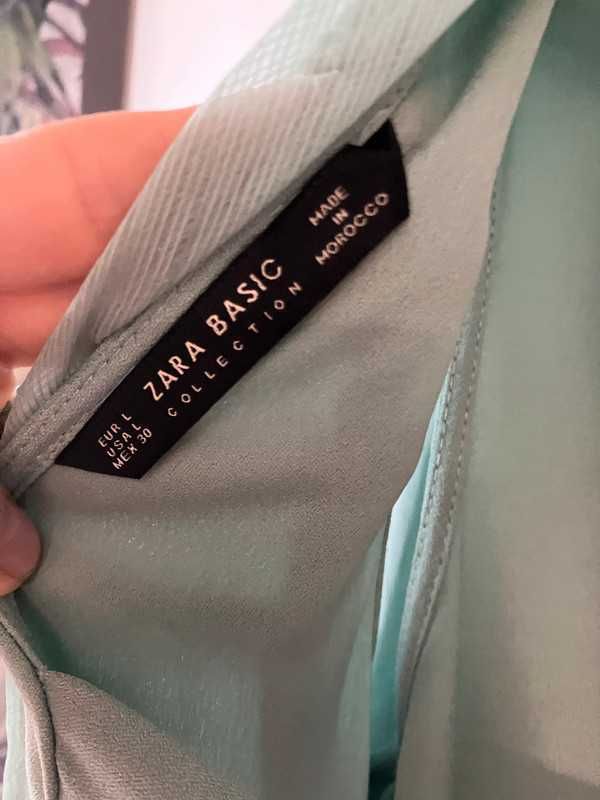 EUR L
USA L
MEX 30
ZARA BASIC
COLLECTION
MADE
IN
MOROCCO